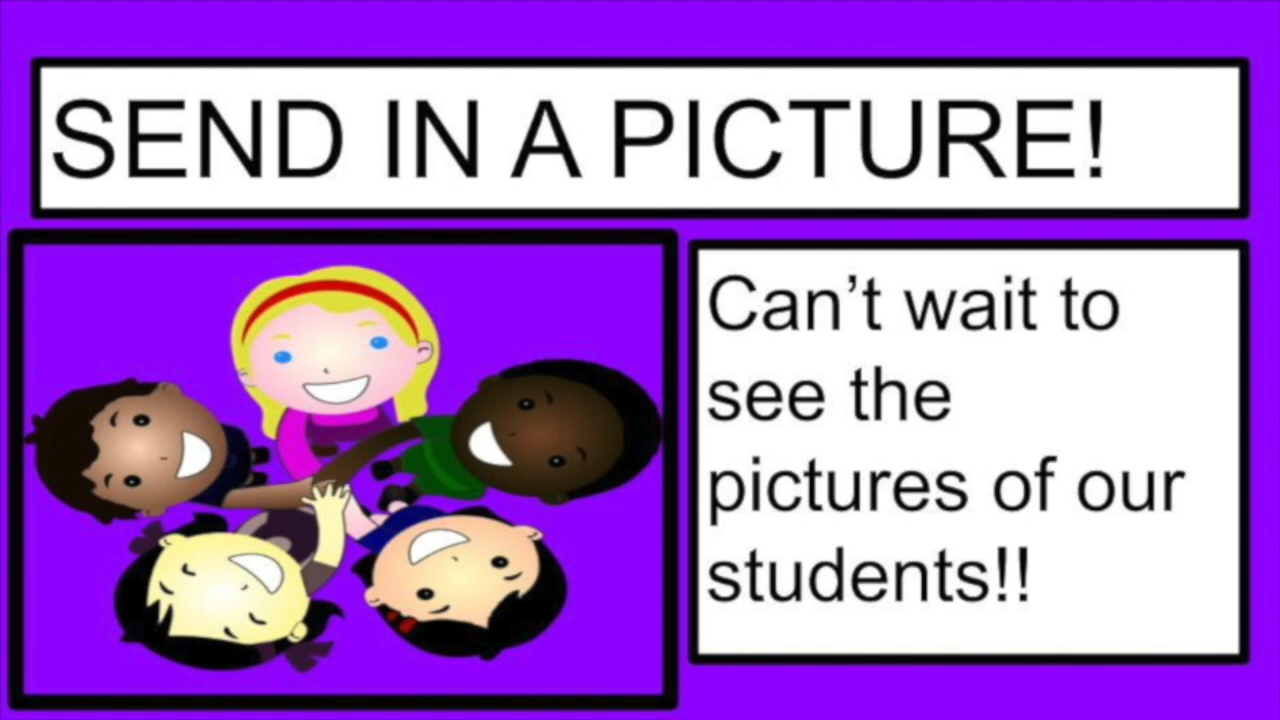 SEND IN A PICTURE!
Can’t wait to
see the
pictures of our
students!!